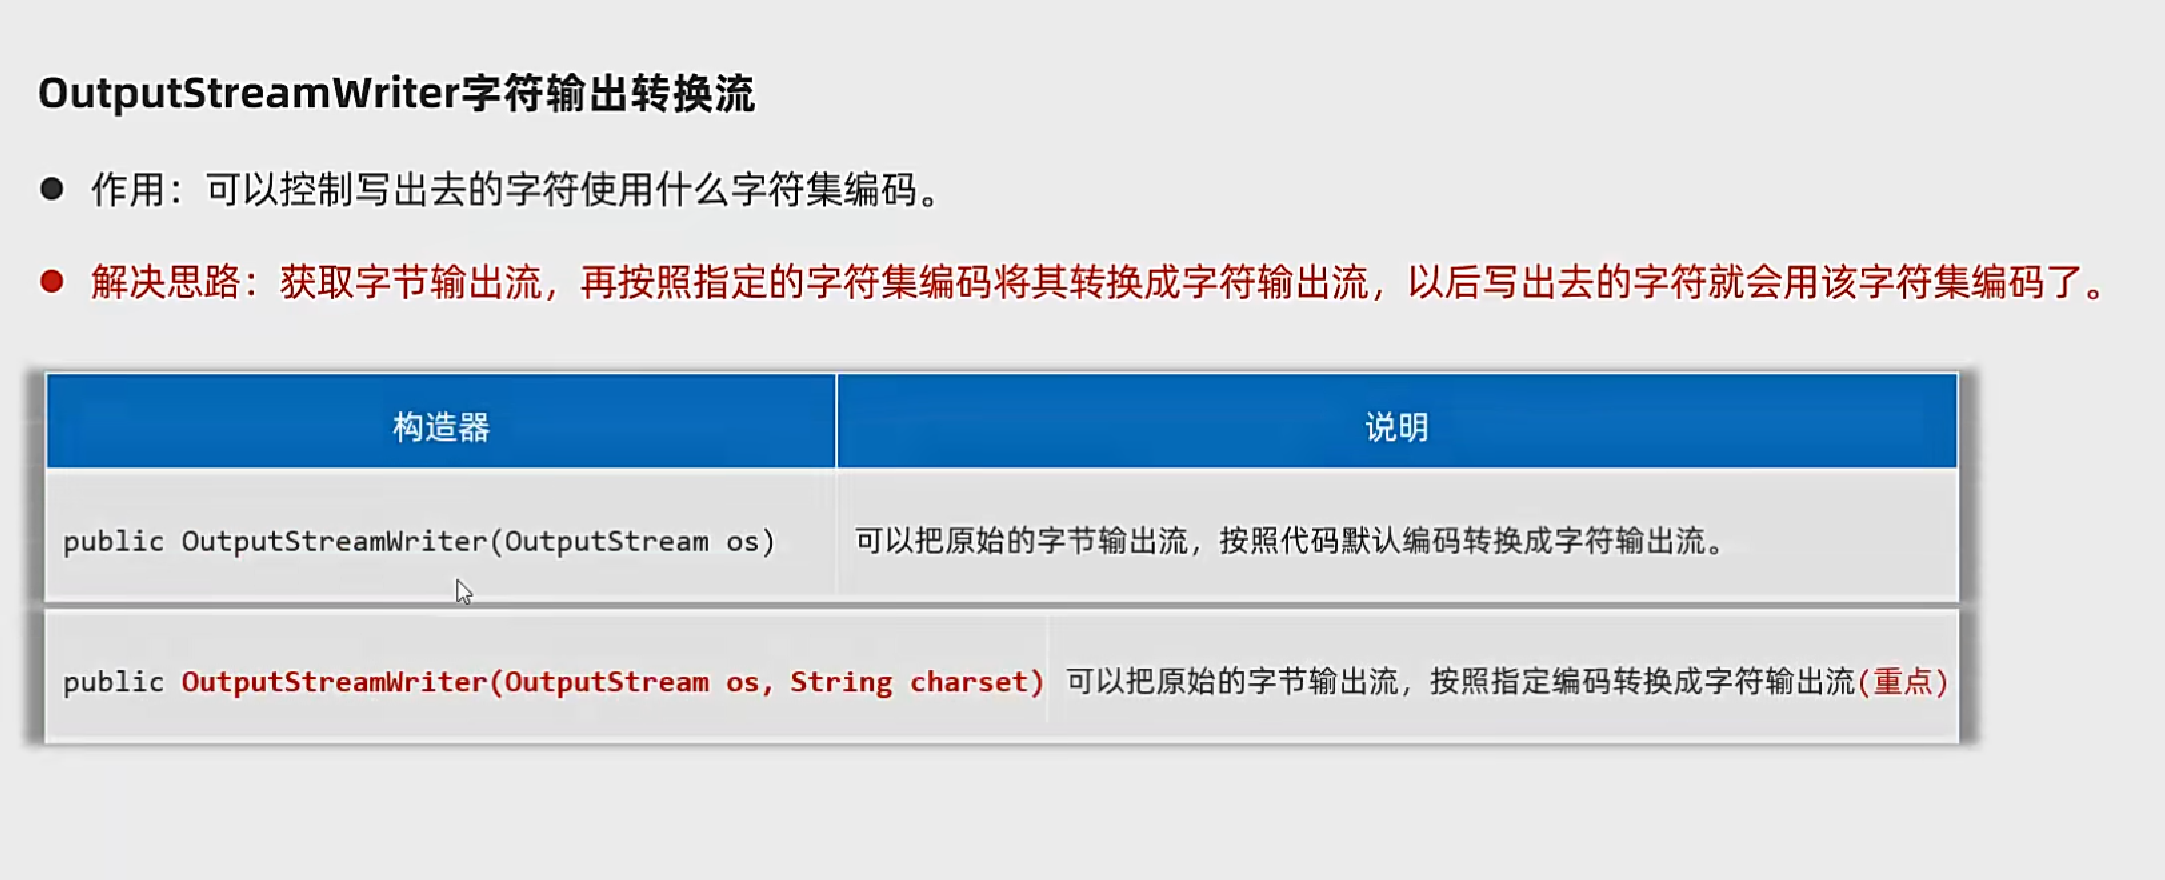 OutputStreamWriter字符输出转换流
● 作用：可以控制写出去的字符使用什么字符集编码。
● 解决思路：获取字节输出流，再按照指定的字符集编码将其转换成字符输出流，以后写出去的字符就会用该字符集编码了。
构造器 说明
public OutputStreamWriter(OutputStream os) 可以把原始的字节输出流，按照代码默认编码转换成字符输出流。
public OutputStreamWriter(OutputStream os, String charset) 可以把原始的字节输出流，按照指定编码转换成字符输出流(重点)